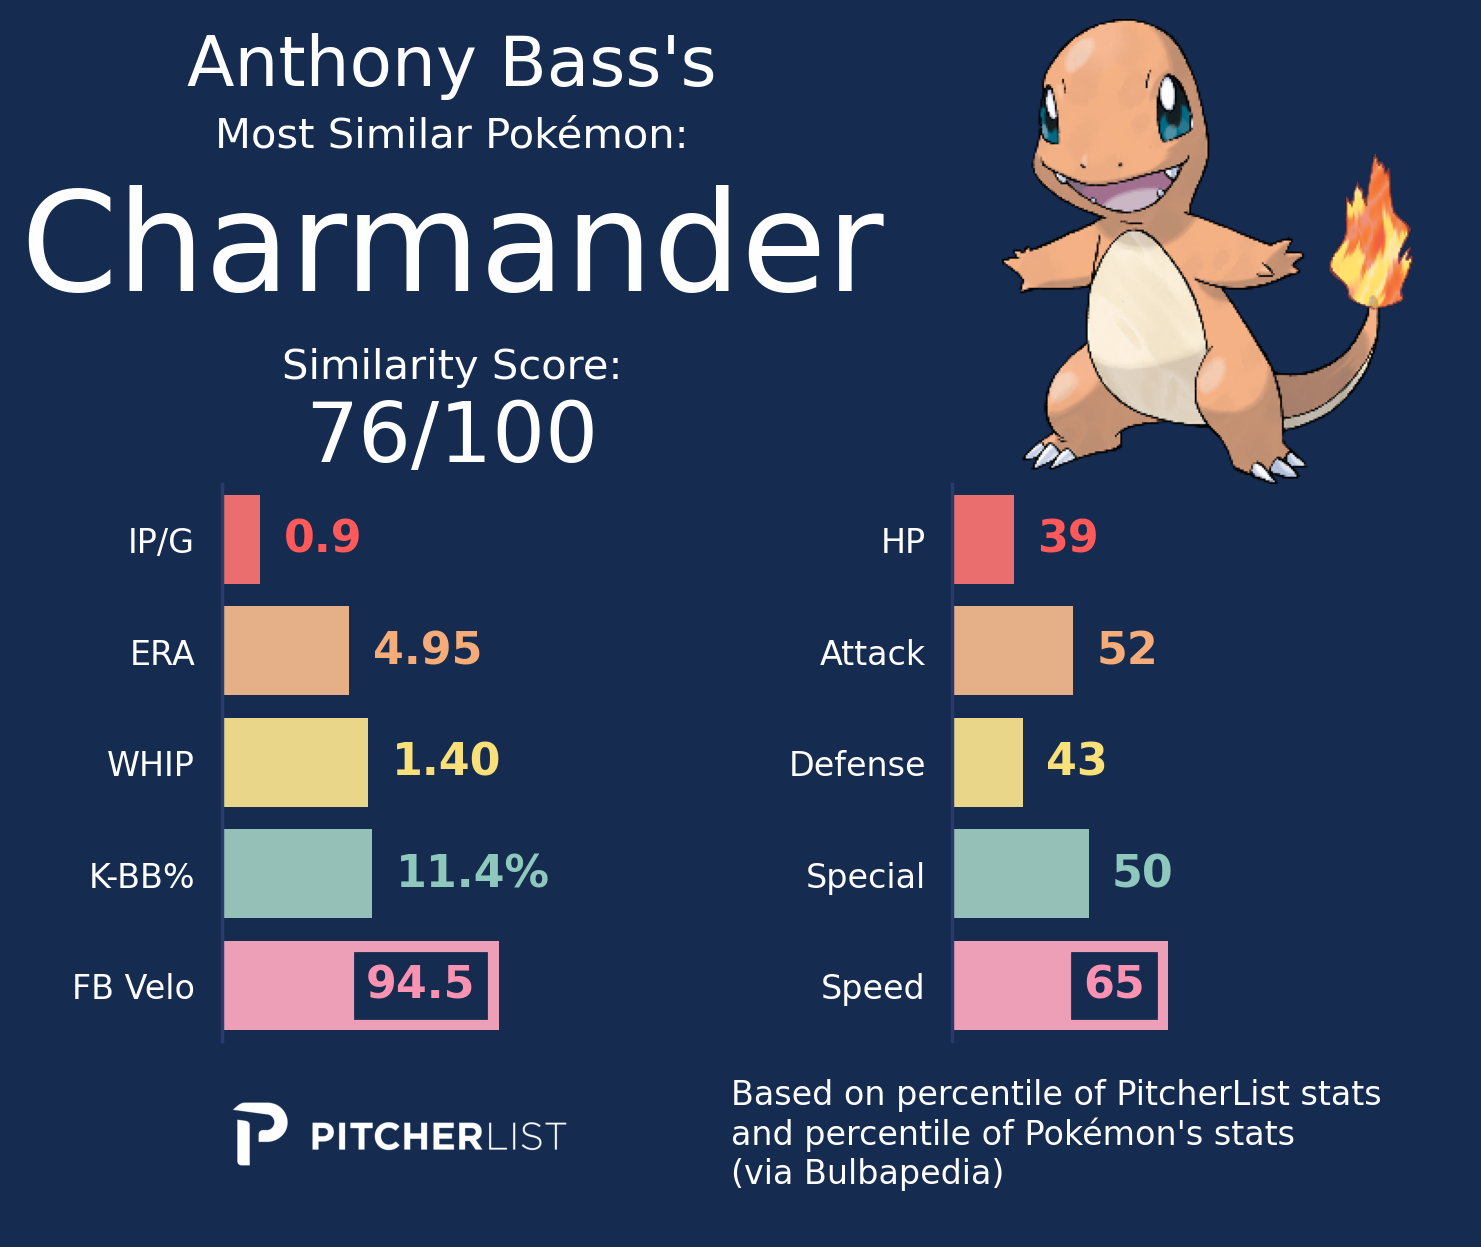 Anthony Bass's
Most Similar Pokémon:
Charmander
Similarity Score:
76/100
IP/G 0.9
ERA 4.95
WHIP 1.40
K-BB% 11.4%
FB Velo 94.5
HP 39
Attack 52
Defense 43
Special 50
Speed 65
PITCHERLIST
Based on percentile of PitcherList stats
and percentile of Pokémon's stats
(via Bulbapedia)